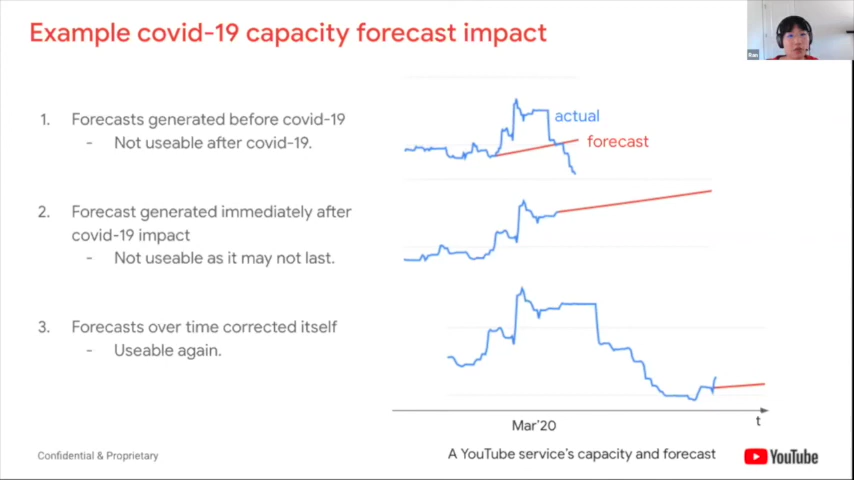 Example covid-19 capacity forecast impact
1. Forecasts generated before covid-19
- Not useable after covid-19.
2. Forecast generated immediately after
covid-19 impact
- Not useable as it may not last.
3. Forecasts over time corrected itself
- Useable again.
actual
forecast
Mar'20
t
A YouTube service's capacity and forecast
Confidential & Proprietary
YouTube